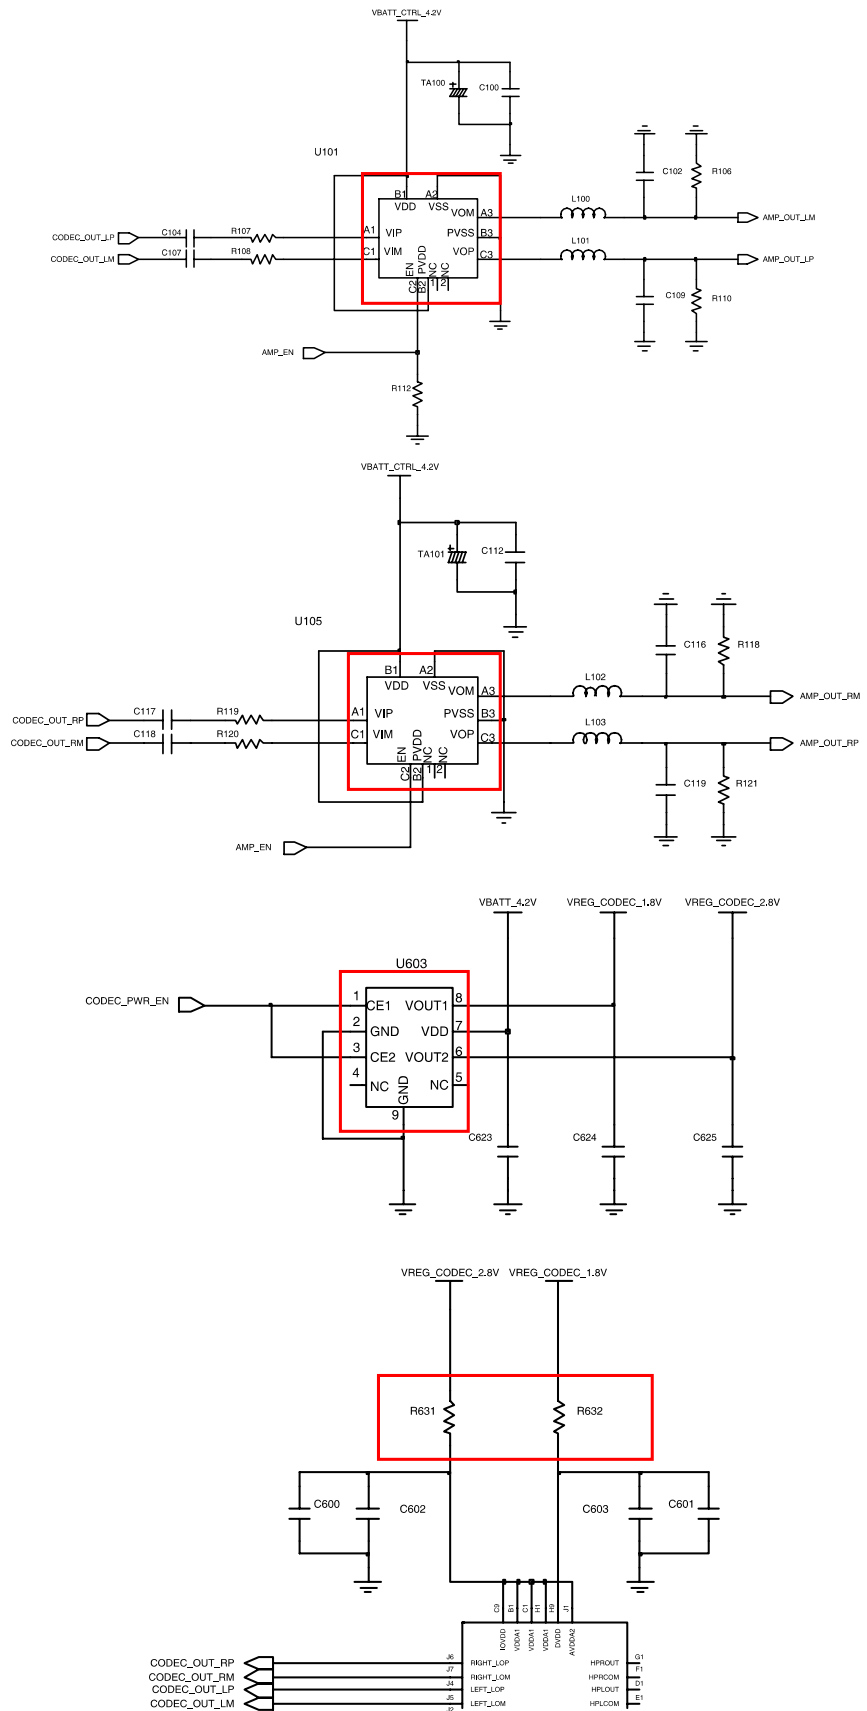 VBATT_CTRL_4.2V
TA100
C100
U101
C102
R106
B1
A2
VDD
VSS
L100
VOM
A3
AMP_OUT_LM
CODEC_OUT_LP
C104
R107
A1
VIP
PVSS
B3
L101
CODEC_OUT_LM
C107
R108
C1
VIM
VOP
C3
AMP_OUT_LP
EN
PVDD
NC
NC
C2
B2
1
2
C109
R110
AMP_EN
R112
VBATT_CTRL_4.2V
TA101
C112
U105
C116
R118
B1
A2
VDD
VSS
L102
VOM
A3
AMP_OUT_RM
CODEC_OUT_RP
C117
R119
A1
VIP
PVSS
B3
L103
CODEC_OUT_RM
C118
R120
C1
VIM
VOP
C3
AMP_OUT_RP
EN
PVDD
NC
NC
C2
B2
1
2
C119
R121
AMP_EN
VBATT_4.2V
VREG_CODEC_1.8V
VREG_CODEC_2.8V
U603
CODEC_PWR_EN
1
CE1
VOUT1
8
2
GND
VDD
7
3
CE2
VOUT2
6
4
NC
GND
NC
5
9
C623
C624
C625
VREG_CODEC_2.8V
VREG_CODEC_1.8V
R631
R632
C600
C602
C603
C601
C9
B1
C1
H1
H9
J1
IOVDD
VDDA1
VDDA1
VDDA1
DVDD
AVDDA2
CODEC_OUT_RP
J6
RIGHT_LOP
HPROUT
G1
CODEC_OUT_RM
J7
RIGHT_LOM
HPRCOM
F1
CODEC_OUT_LP
J4
LEFT_LOP
HPLOUT
D1
CODEC_OUT_LM
J5
LEFT_LOM
HPLCOM
E1
J2